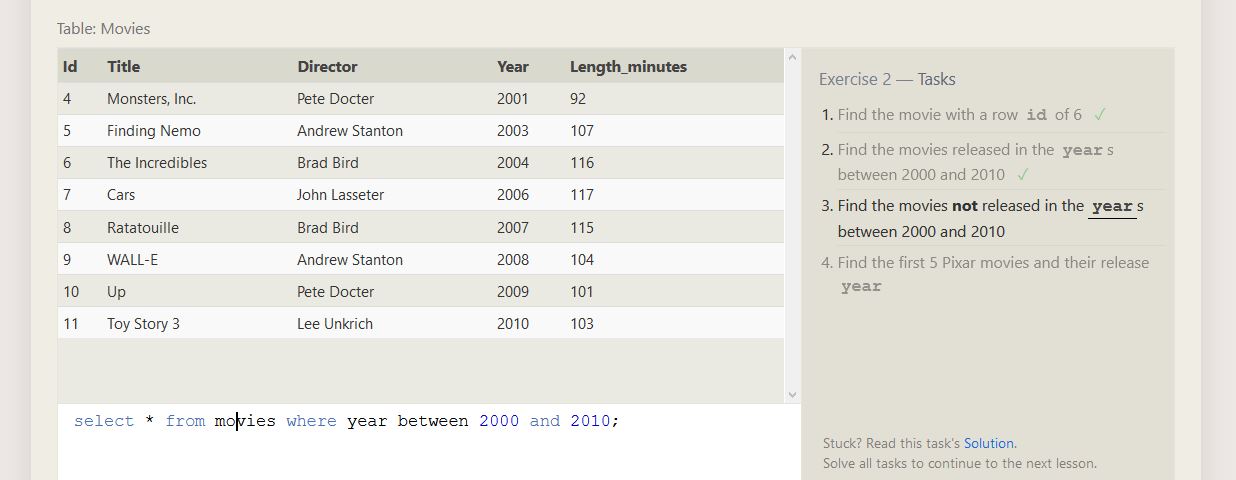 Table: Movies
Id Title Director Year Length_minutes
4 Monsters, Inc. Pete Docter 2001 92
5 Finding Nemo Andrew Stanton 2003 107
6 The Incredibles Brad Bird 2004 116
7 Cars John Lasseter 2006 117
8 Ratatouille Brad Bird 2007 115
9 WALL-E Andrew Stanton 2008 104
10 Up Pete Docter 2009 101
11 Toy Story 3 Lee Unkrich 2010 103
select * from movies where year between 2000 and 2010;
Exercise 2 — Tasks
1. Find the movie with a row id of 6 ✓
2. Find the movies released in the year s
between 2000 and 2010 ✓
3. Find the movies not released in the year s
between 2000 and 2010
4. Find the first 5 Pixar movies and their release
year
Stuck? Read this task's Solution.
Solve all tasks to continue to the next lesson.